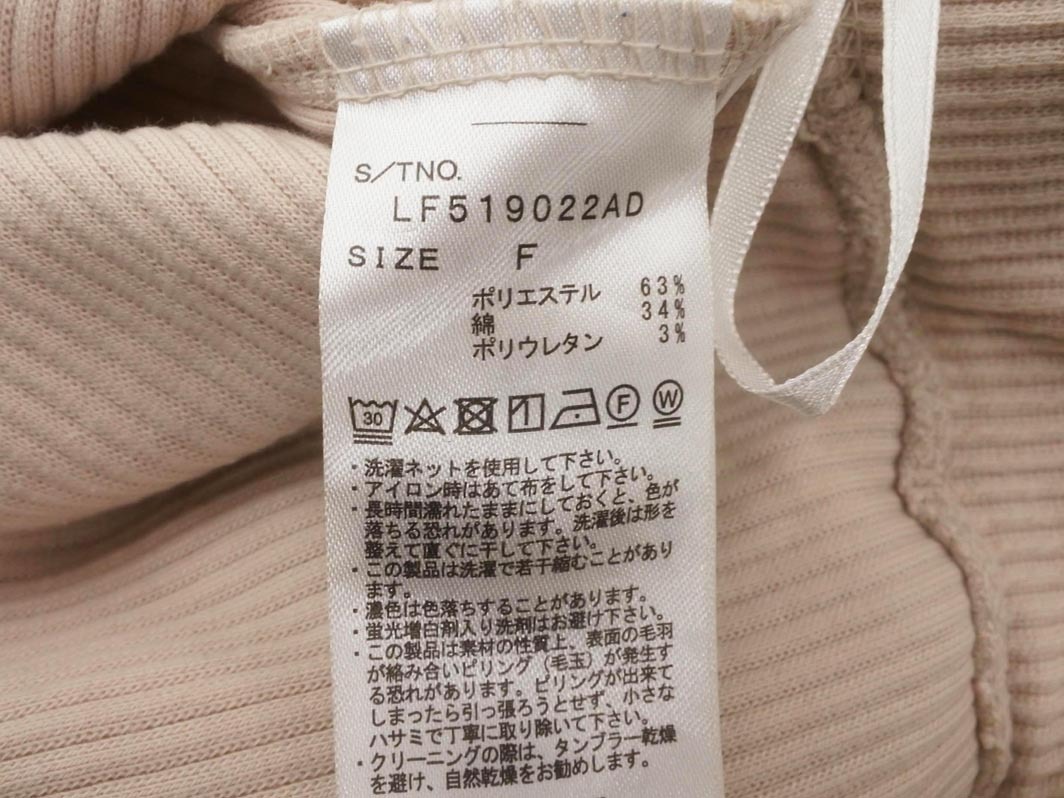 S/TNO.
LF519022AD
SIZE F
ポリエステル 63%
綿 34%
ポリウレタン 3%
30 F W
・洗濯ネットを使用して下さい。
・アイロン時はあて布をして下さい。
・長時間濡れたままにしておくと、色が
落ちる恐れがあります。洗濯後は形を
整えて直ぐに干して下さい。
・この製品は洗濯で若干縮むことがあり
ます。
・濃色は色落ちすることがあります。
・蛍光増白剤入り洗剤はお避け下さい。
・この製品は素材の性質上、表面の毛羽
が絡み合いピリング（毛玉）が発生す
る恐れがあります。ピリングが出来て
しまったら引っ張ろうとせず、小さな
ハサミで丁寧に取り除いて下さい。
・クリーニングの際は、タンブラー乾燥
を避け、自然乾燥をお勧めします。